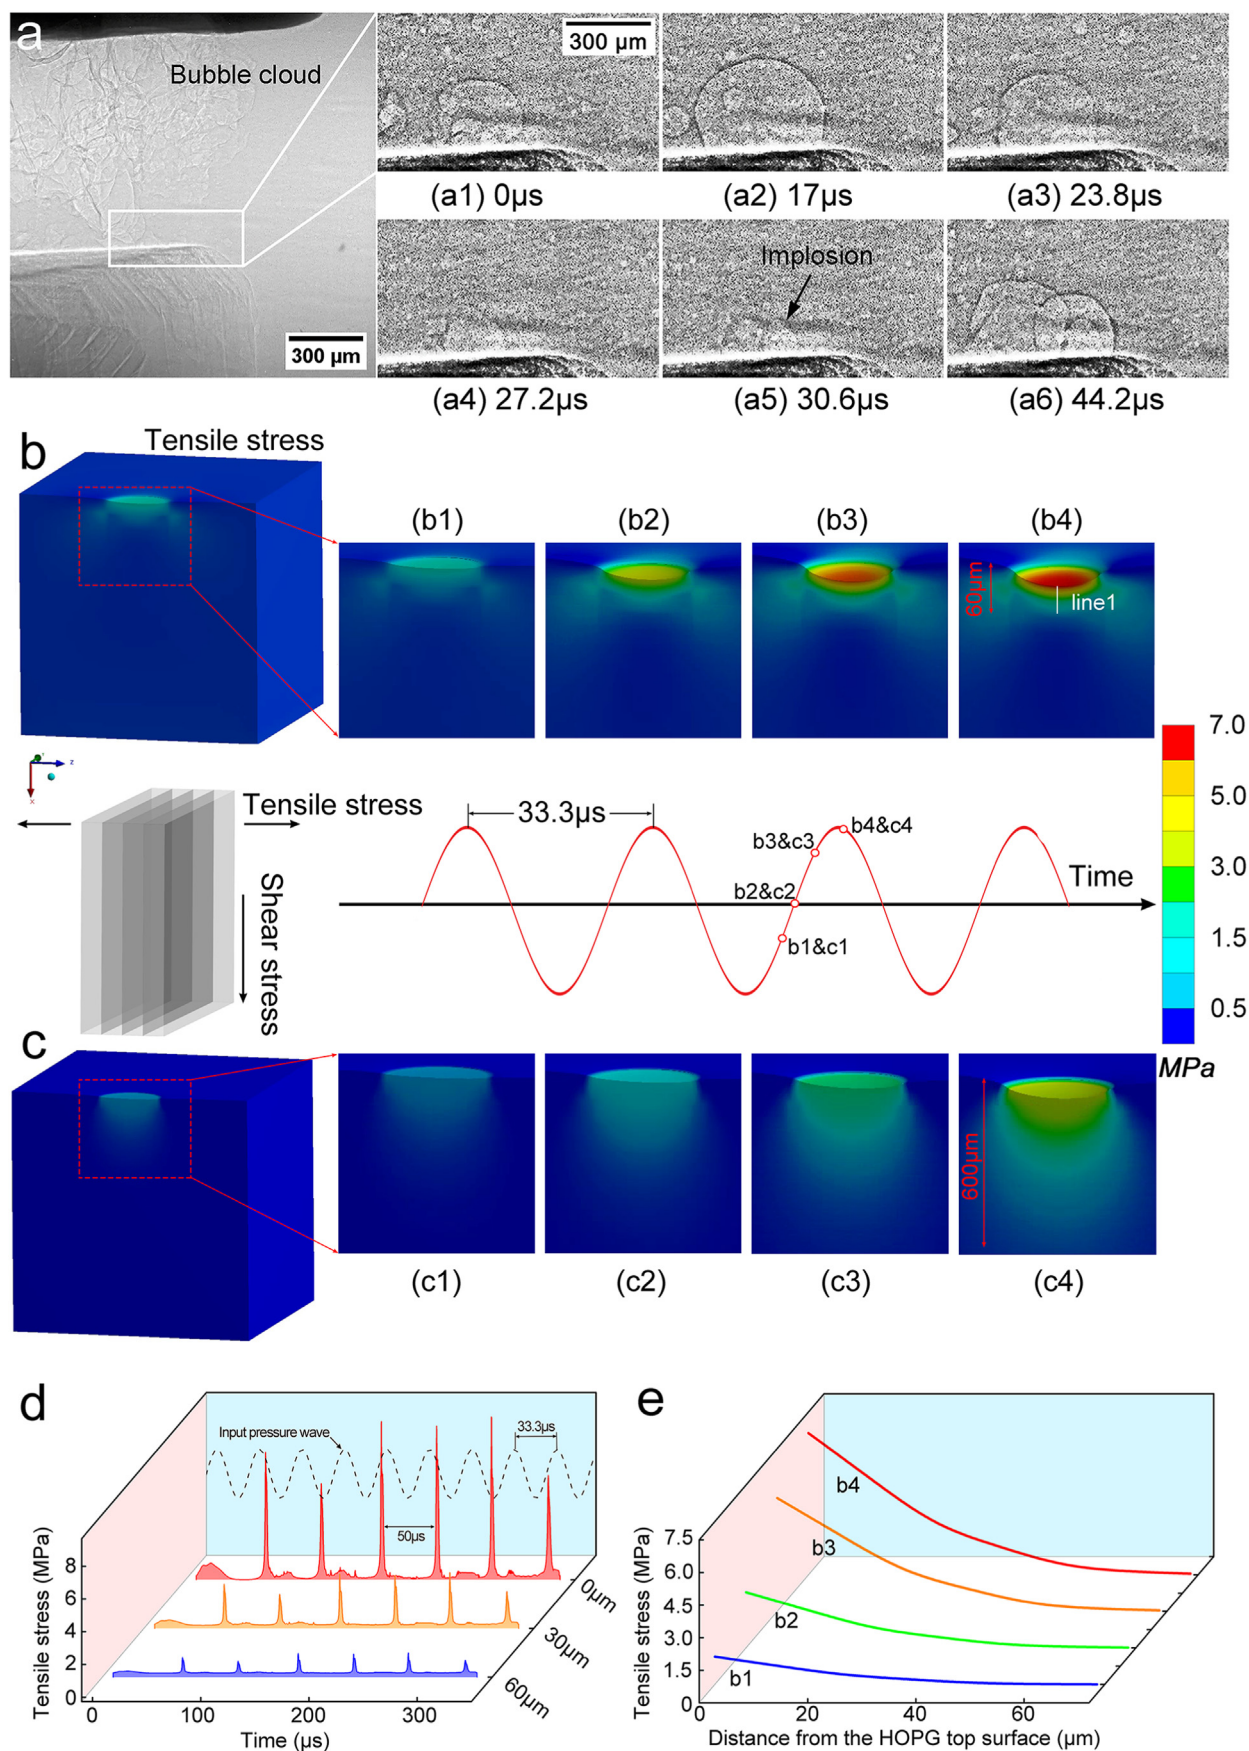 a
Bubble cloud
300 µm
300 µm
(a1) 0µs
(a2) 17µs
(a3) 23.8µs
Implosion
(a4) 27.2µs
(a5) 30.6µs
(a6) 44.2µs
b
Tensile stress
(b1)
(b2)
(b3)
(b4)
60µm
line1
z
x
Tensile stress
Shear stress
33.3µs
b3&c3
b4&c4
b2&c2
b1&c1
Time
7.0
5.0
3.0
1.5
0.5
MPa
c
600µm
(c1)
(c2)
(c3)
(c4)
d
Input pressure wave
33.3µs
50µs
Tensile stress (MPa)
8
6
4
2
0
0
100
200
300
Time (µs)
0µm
30µm
60µm
e
b4
b3
b2
b1
Tensile stress (MPa)
7.5
6.0
4.5
3.0
1.5
0
0
20
40
60
Distance from the HOPG top surface (µm)